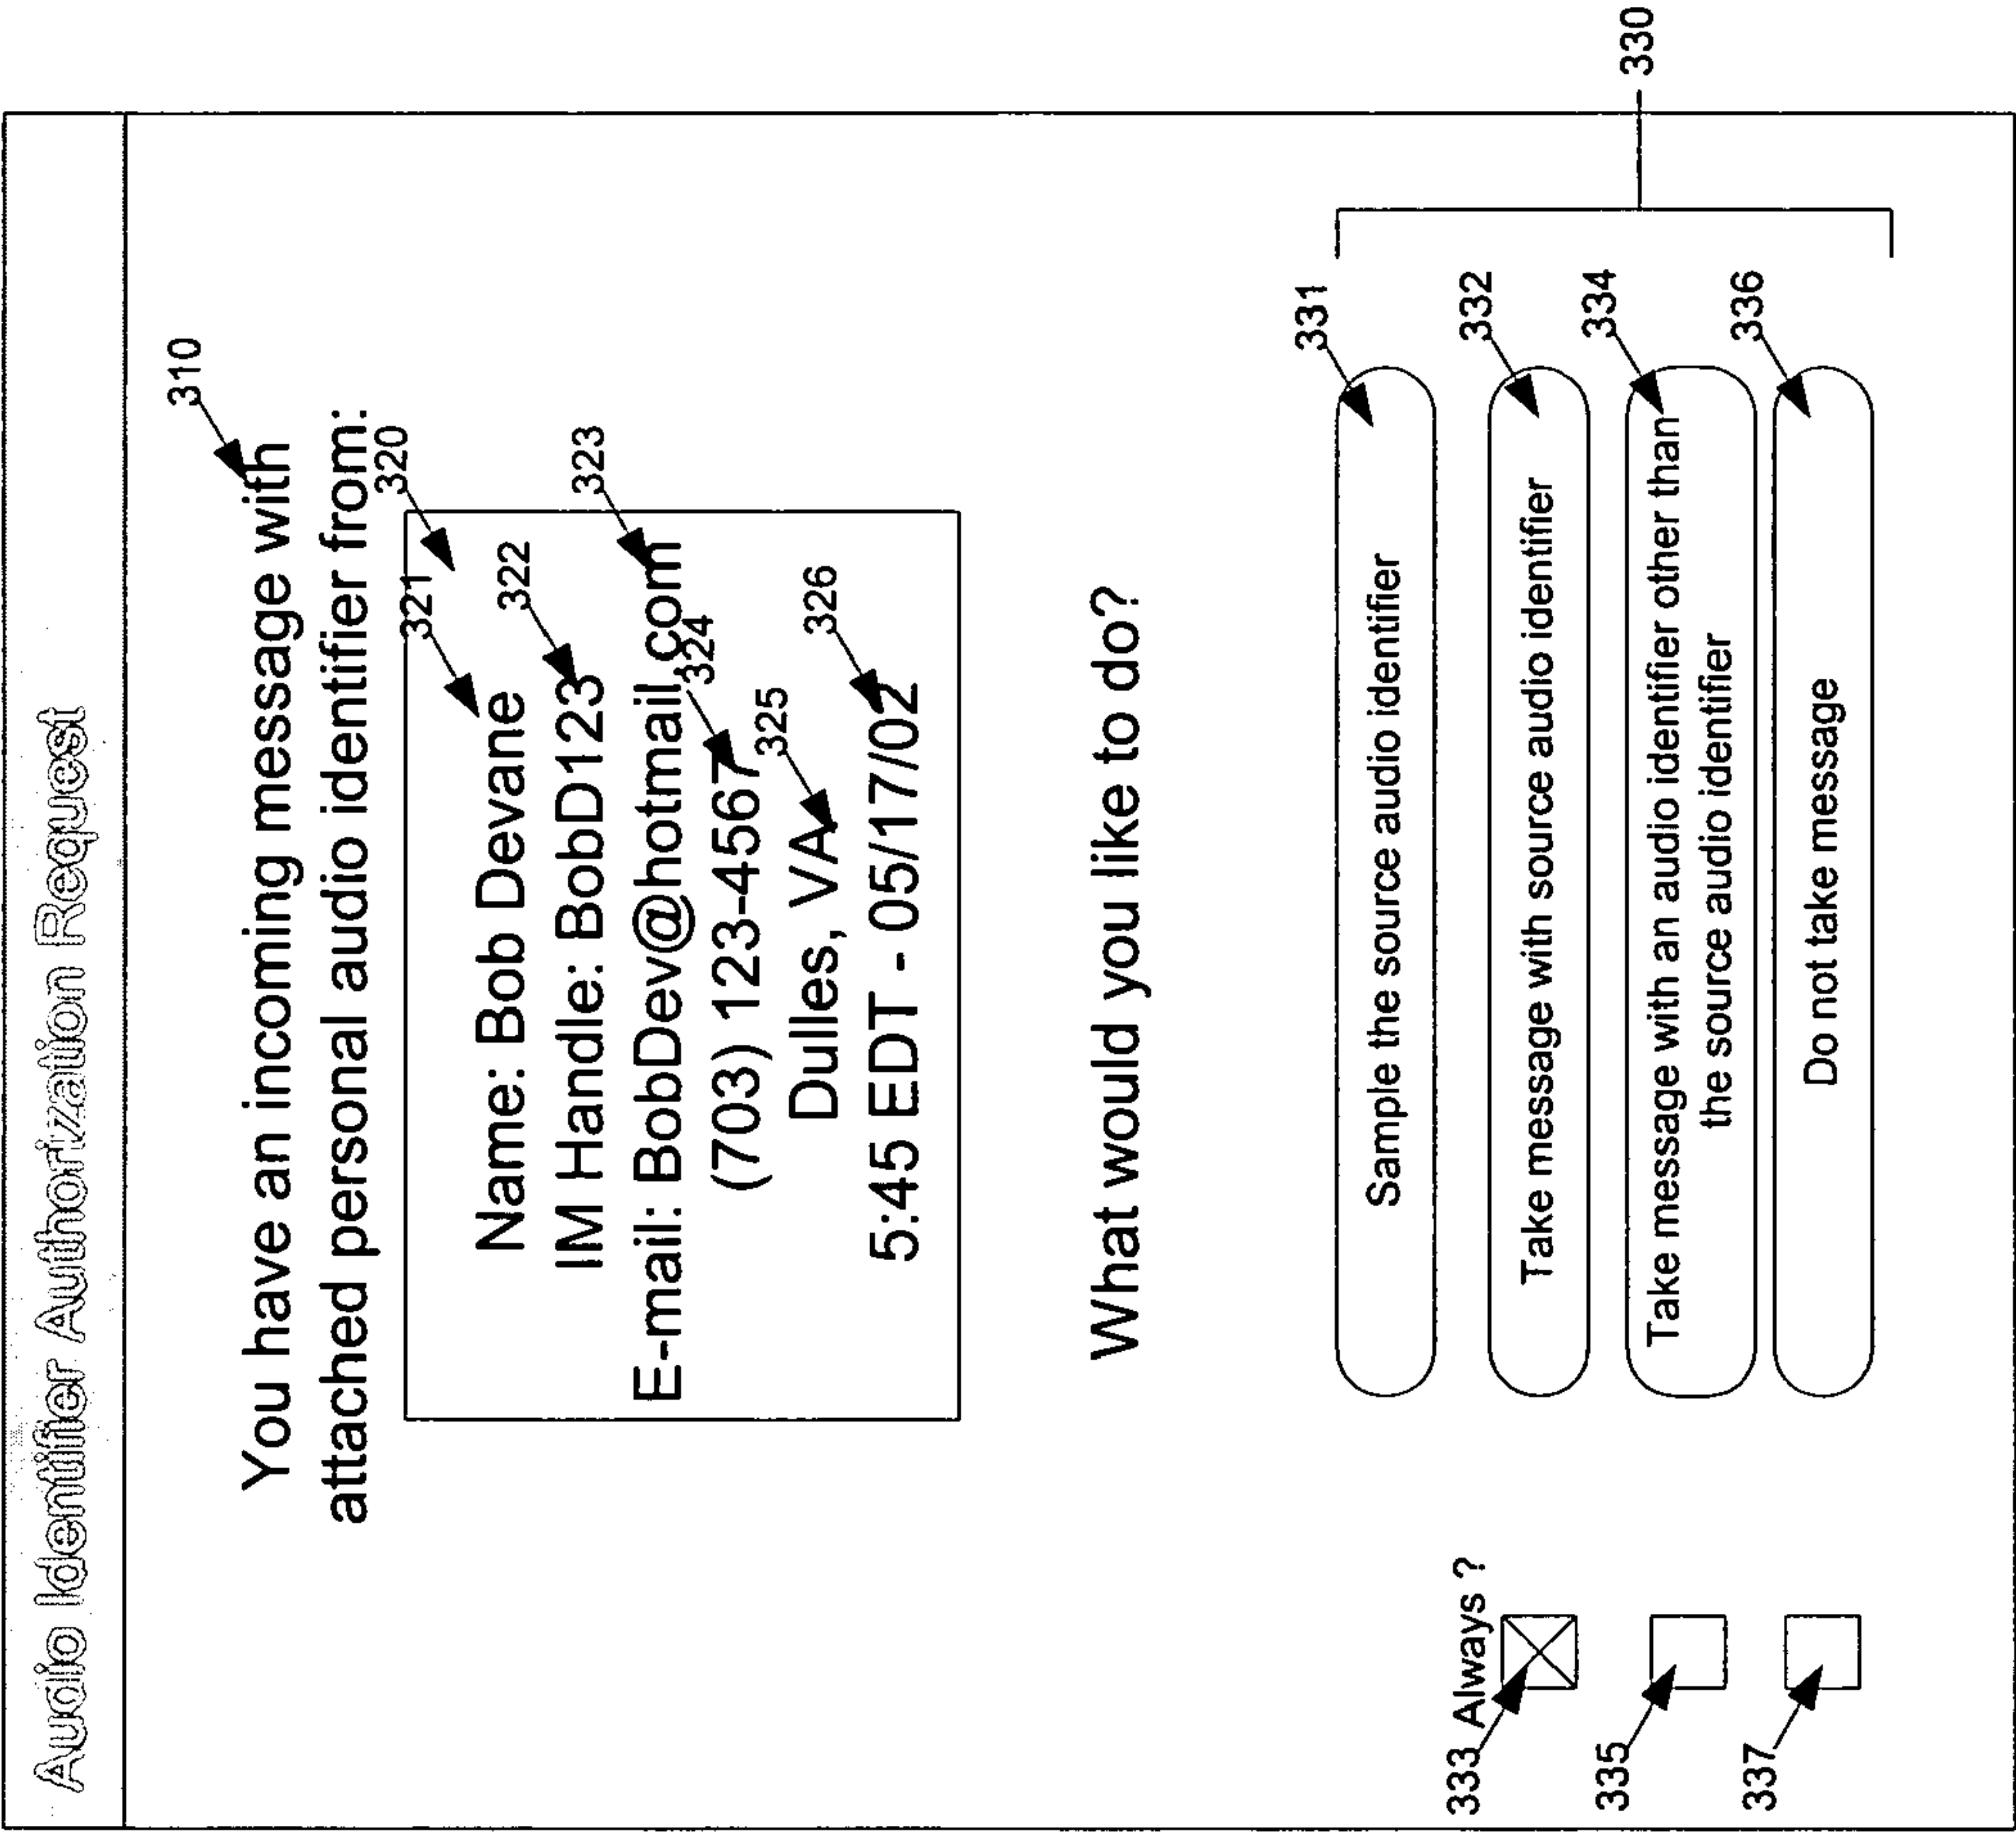 Audio Identifier Authorization Request
310
You have an incoming message with
attached personal audio identifier from:
320
321
Name: Bob Devane
322
IM Handle: BobD123
323
E-mail: BobDev@hotmail.com
324
(703) 123-4567
325
Dulles, VA
326
5:45 EDT - 05/17/02
What would you like to do?
331
Sample the source audio identifier
333 Always ?
332
Take message with source audio identifier
335
334
Take message with an audio identifier other than
the source audio identifier
337
336
Do not take message
330